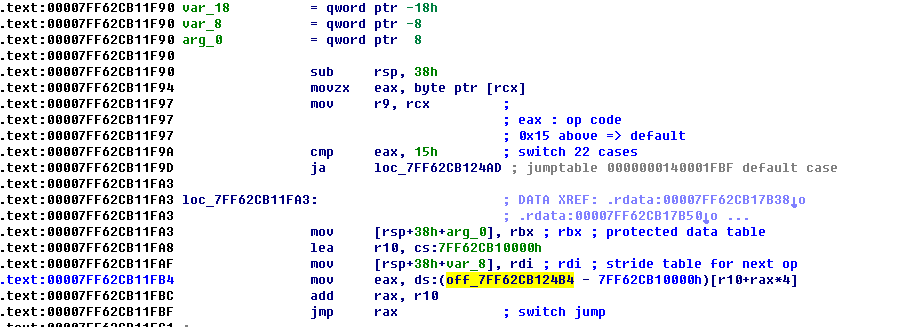 .text:00007FF62CB11F90 var_18 = qword ptr -18h
.text:00007FF62CB11F90 var_8 = qword ptr -8
.text:00007FF62CB11F90 arg_0 = qword ptr 8
.text:00007FF62CB11F90
.text:00007FF62CB11F90 sub rsp, 38h
.text:00007FF62CB11F94 movzx eax, byte ptr [rcx]
.text:00007FF62CB11F97 mov r9, rcx ;
.text:00007FF62CB11F97 ; eax : op code
.text:00007FF62CB11F97 ; 0x15 above => default
.text:00007FF62CB11F9A cmp eax, 15h ; switch 22 cases
.text:00007FF62CB11F9D ja loc_7FF62CB124AD ; jumptable 0000000140001FBF default case
.text:00007FF62CB11FA3
.text:00007FF62CB11FA3 loc_7FF62CB11FA3: ; DATA XREF: .rdata:00007FF62CB17B38↓o
.text:00007FF62CB11FA3 ; .rdata:00007FF62CB17B50↓o ...
.text:00007FF62CB11FA3 mov [rsp+38h+arg_0], rbx ; rbx ; protected data table
.text:00007FF62CB11FA8 lea r10, cs:7FF62CB10000h
.text:00007FF62CB11FAF mov [rsp+38h+var_8], rdi ; rdi ; stride table for next op
.text:00007FF62CB11FB4 mov eax, ds:(off_7FF62CB124B4 - 7FF62CB10000h)[r10+rax*4]
.text:00007FF62CB11FBC add rax, r10
.text:00007FF62CB11FBF jmp rax ; switch jump